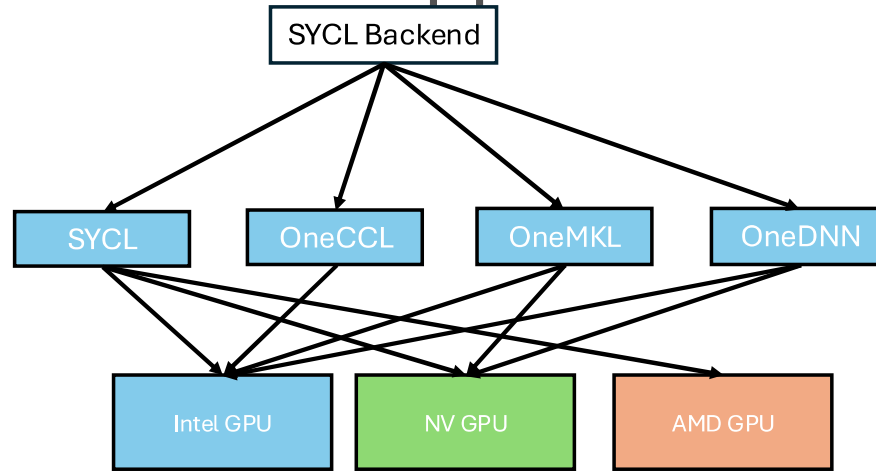 SYCL Backend
SYCL
OneCCL
OneMKL
OneDNN
Intel GPU
NV GPU
AMD GPU